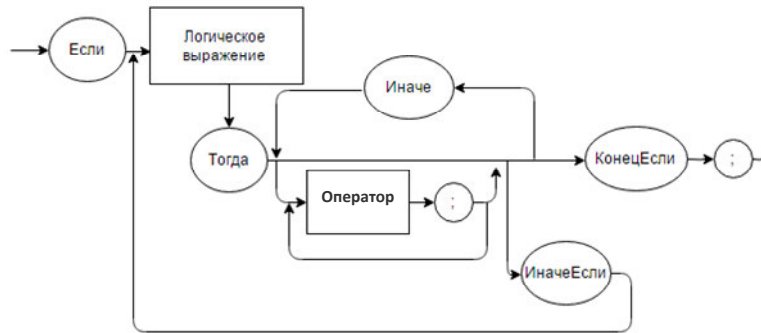 Если
Логическое
выражение
Иначе
Тогда
КонецЕсли
;
Оператор
;
ИначеЕсли